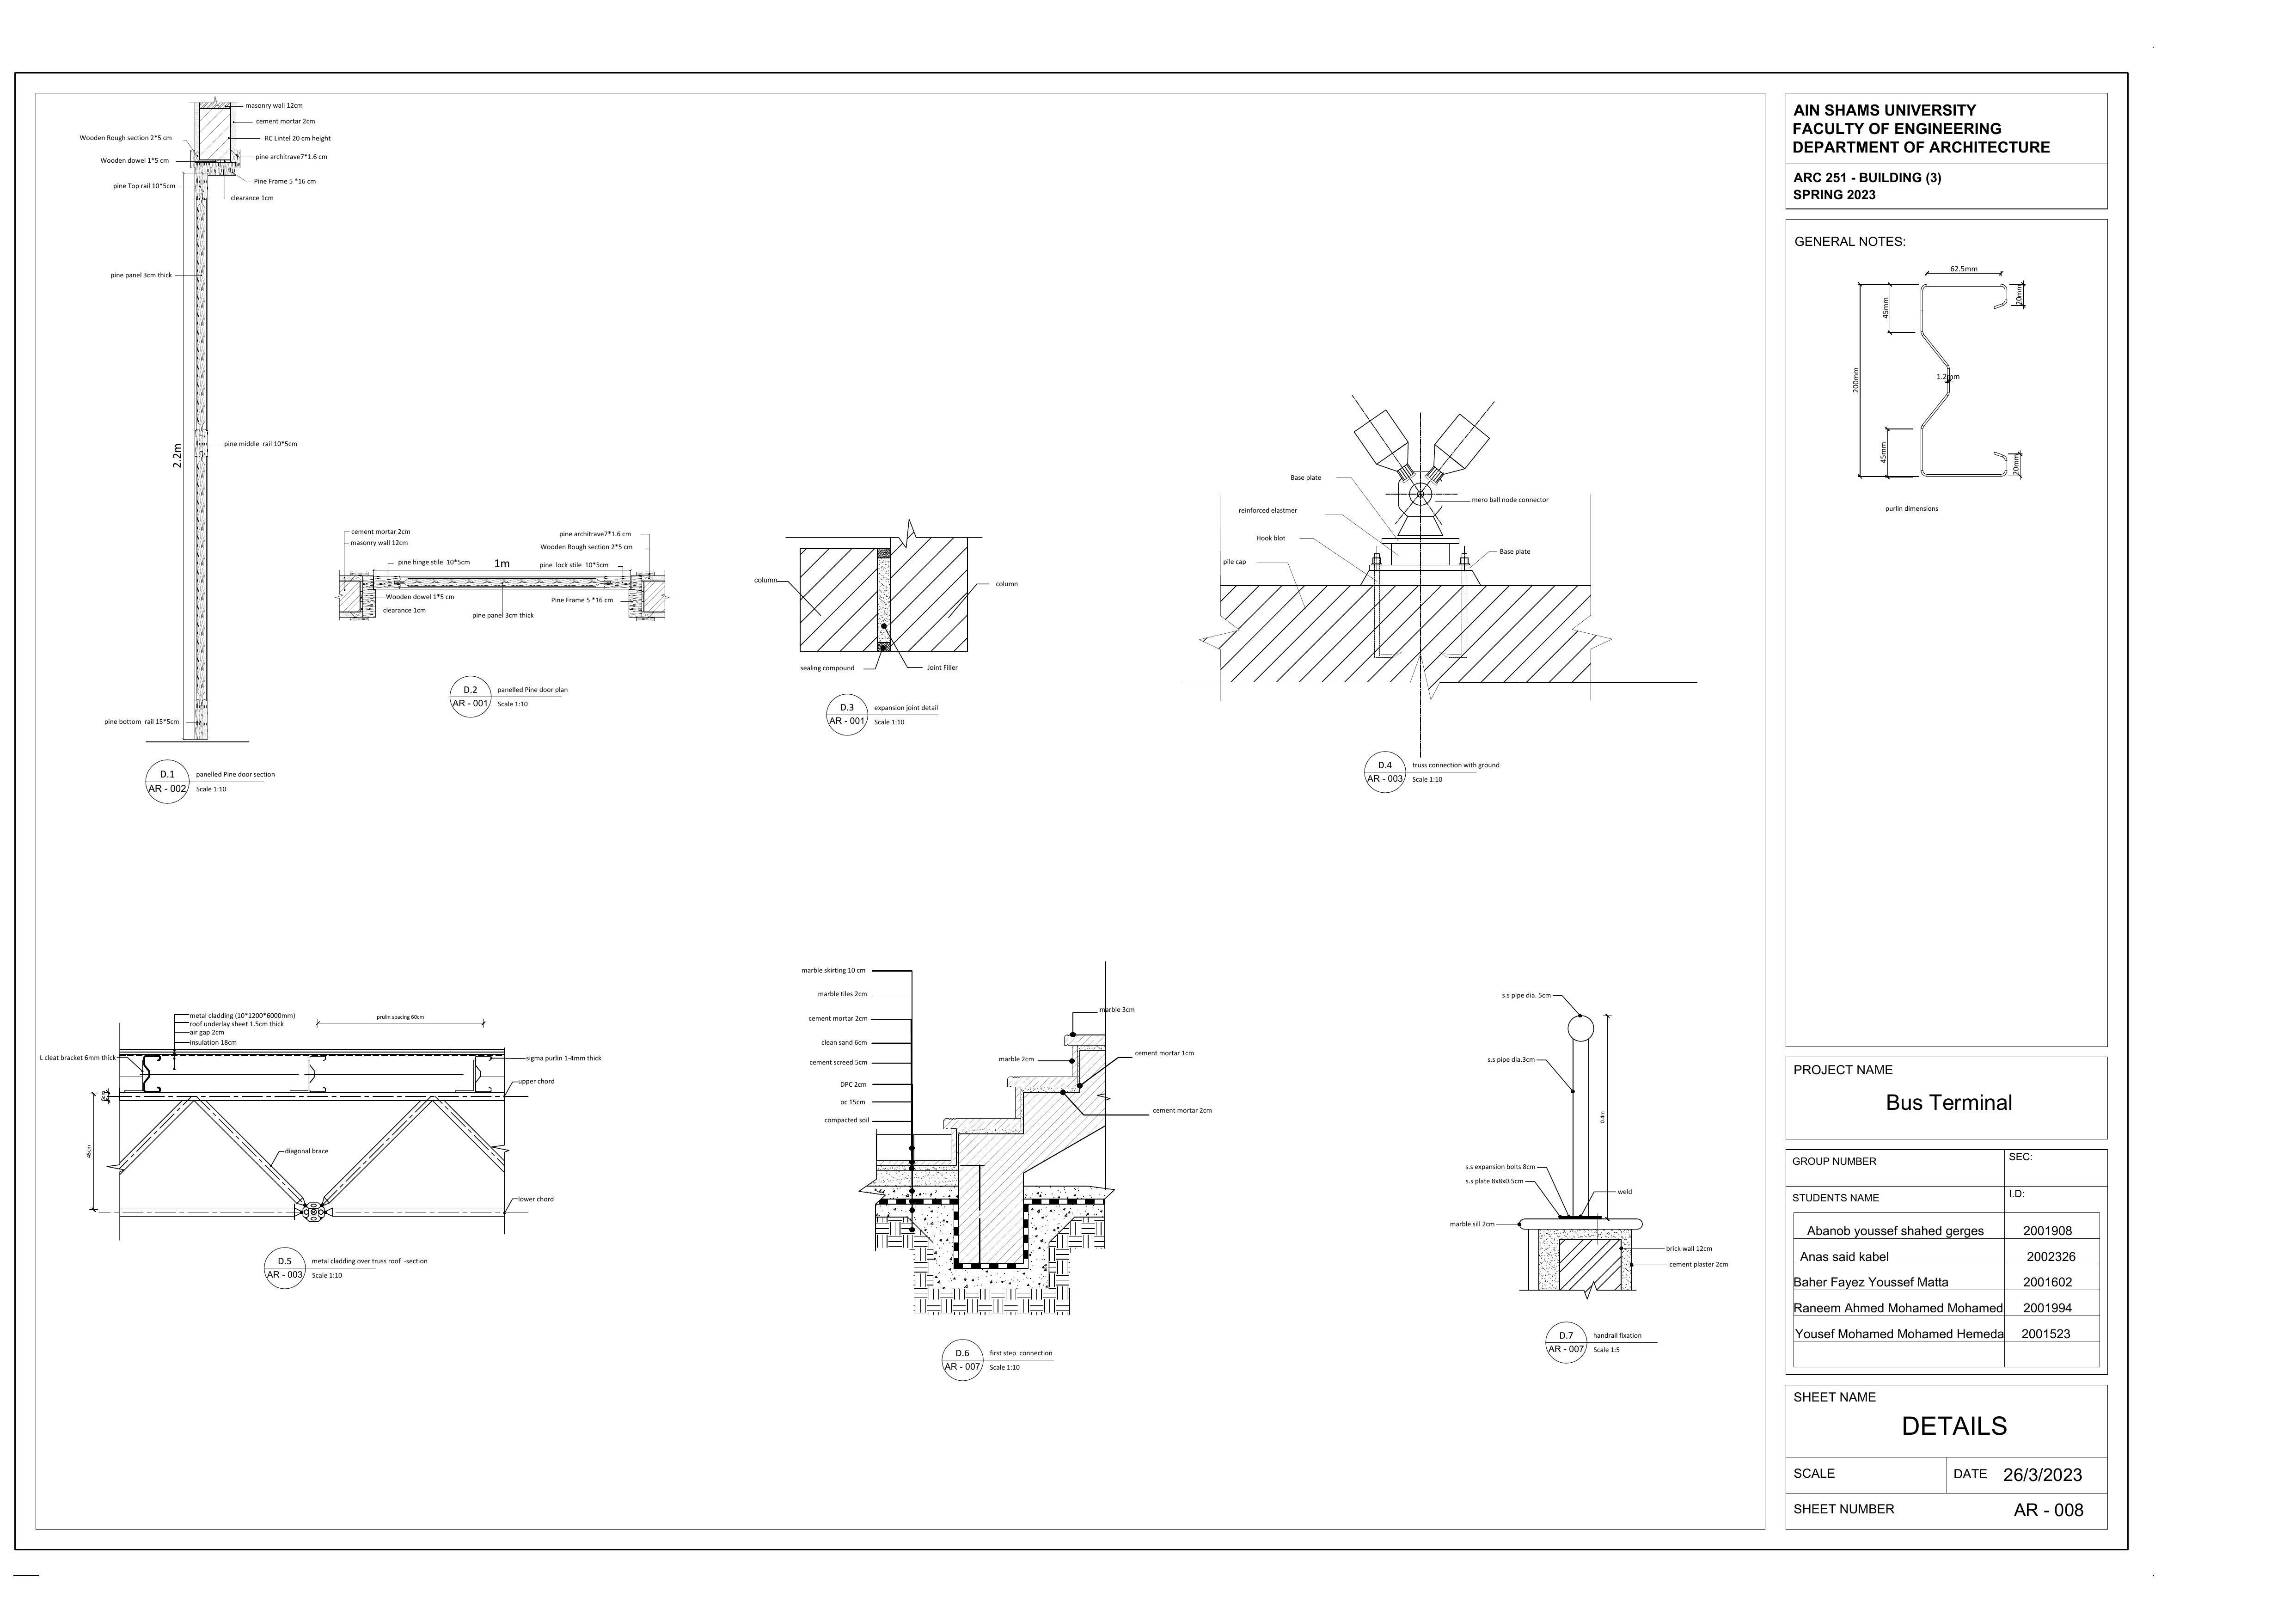 masonry wall 12cm
cement mortar 2cm
Wooden Rough section 2*5 cm
RC Lintel 20 cm height
Wooden dowel 1*5 cm
pine architrave7*1.6 cm
pine Top rail 10*5cm
Pine Frame 5 *16 cm
clearance 1cm
pine panel 3cm thick
2.2m
pine middle rail 10*5cm
pine bottom rail 15*5cm
D.1
AR - 002
panelled Pine door section
Scale 1:10
cement mortar 2cm
masonry wall 12cm
pine hinge stile 10*5cm
1m
pine architrave7*1.6 cm
Wooden Rough section 2*5 cm
pine lock stile 10*5cm
Wooden dowel 1*5 cm
clearance 1cm
Pine Frame 5 *16 cm
pine panel 3cm thick
D.2
AR - 001
panelled Pine door plan
Scale 1:10
column
column
sealing compound
Joint Filler
D.3
AR - 001
expansion joint detail
Scale 1:10
Base plate
mero ball node connector
reinforced elastmer
Hook blot
Base plate
pile cap
D.4
AR - 003
truss connection with ground
Scale 1:10
metal cladding (10*1200*6000mm)
roof underlay sheet 1.5cm thick
air gap 2cm
insulation 18cm
prulin spacing 60cm
L cleat bracket 6mm thick
sigma purlin 1-4mm thick
upper chord
45cm
diagonal brace
lower chord
D.5
AR - 003
metal cladding over truss roof -section
Scale 1:10
marble skirting 10 cm
marble tiles 2cm
cement mortar 2cm
clean sand 6cm
cement screed 5cm
DPC 2cm
oc 15cm
compacted soil
marble 3cm
marble 2cm
cement mortar 1cm
cement mortar 2cm
D.6
AR - 007
first step connection
Scale 1:10
s.s pipe dia. 5cm
s.s pipe dia.3cm
0.4m
s.s expansion bolts 8cm
s.s plate 8x8x0.5cm
weld
marble sill 2cm
brick wall 12cm
cement plaster 2cm
D.7
AR - 007
handrail fixation
Scale 1:5
AIN SHAMS UNIVERSITY
FACULTY OF ENGINEERING
DEPARTMENT OF ARCHITECTURE
ARC 251 - BUILDING (3)
SPRING 2023
GENERAL NOTES:
62.5mm
20mm
45mm
200mm
1.2mm
45mm
20mm
purlin dimensions
PROJECT NAME
Bus Terminal
GROUP NUMBER
SEC:
STUDENTS NAME
I.D:
Abanob youssef shahed gerges 2001908
Anas said kabel 2002326
Baher Fayez Youssef Matta 2001602
Raneem Ahmed Mohamed Mohamed 2001994
Yousef Mohamed Mohamed Hemeda 2001523
SHEET NAME
DETAILS
SCALE
DATE 26/3/2023
SHEET NUMBER
AR - 008